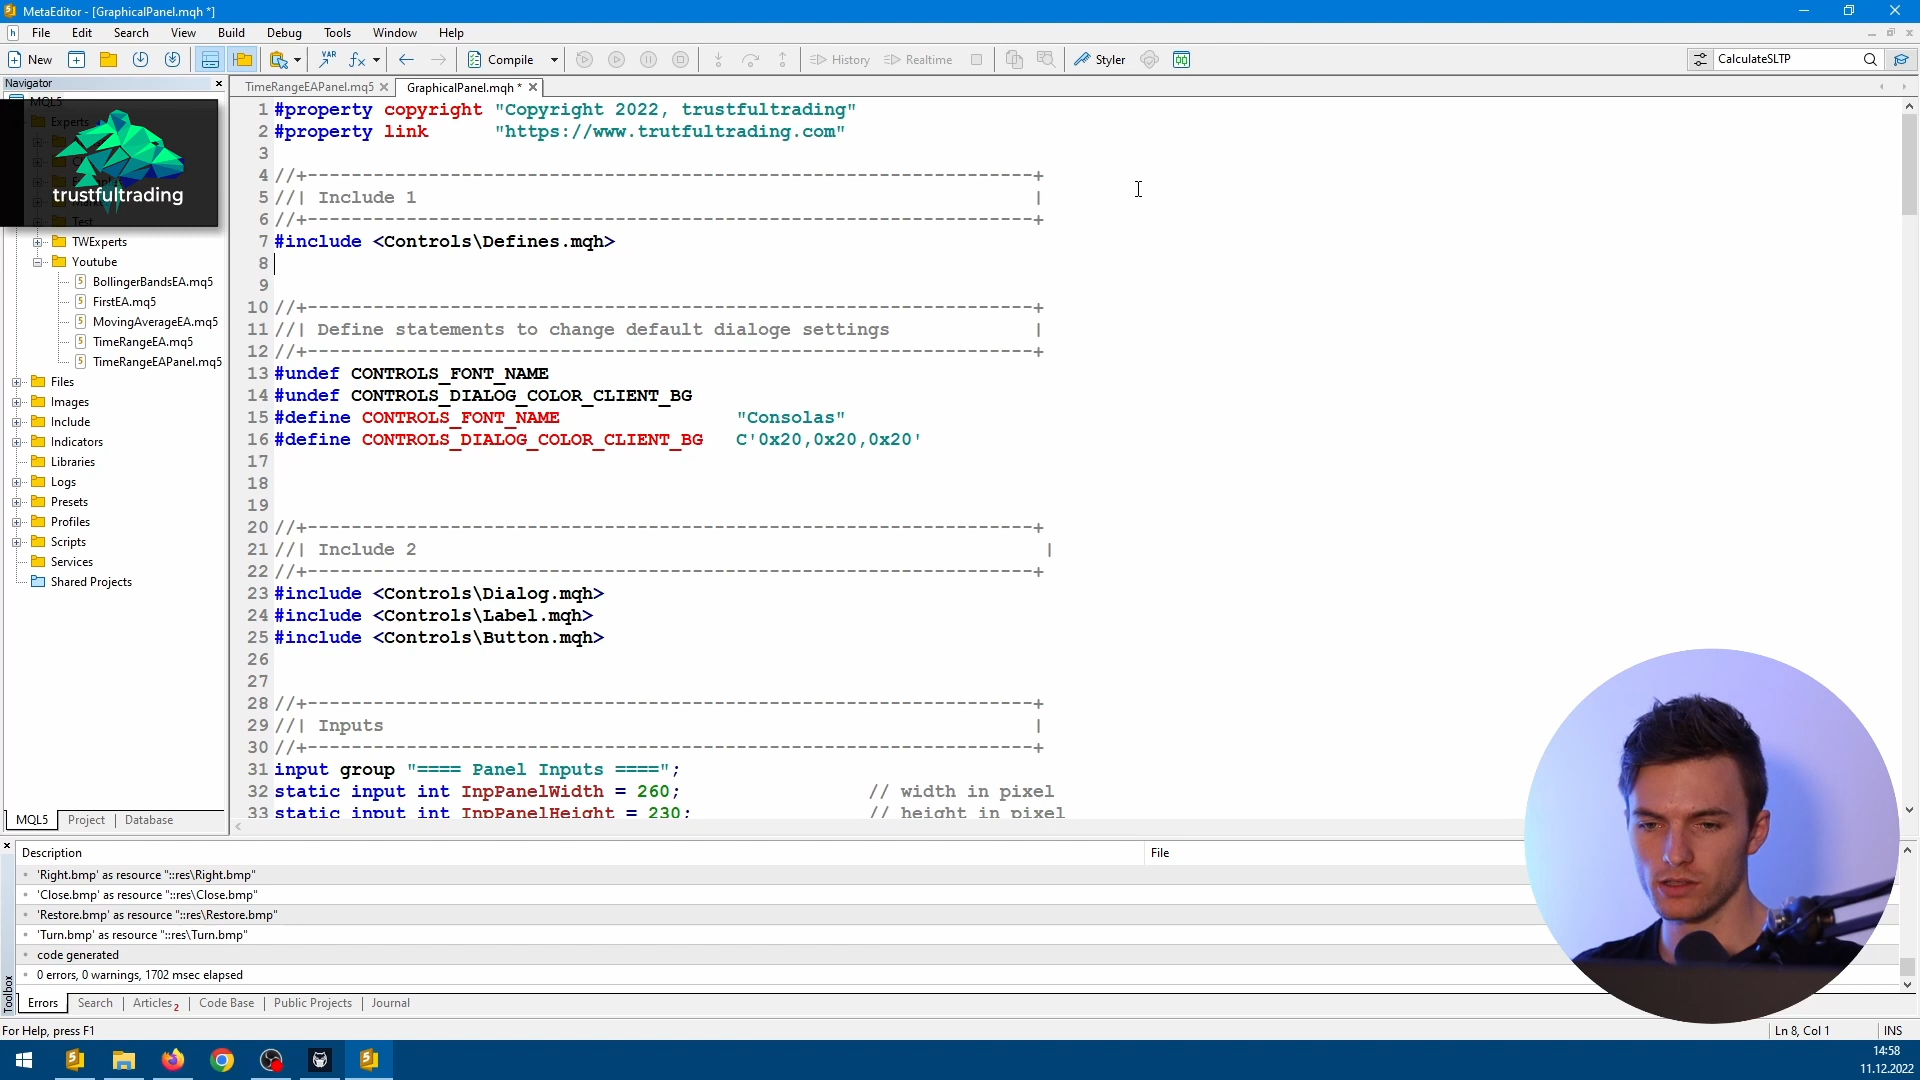 MetaEditor - [GraphicalPanel.mqh *]
File Edit Search View Build Debug Tools Window Help
New Compile History Realtime Styler CalculateSLTP
Navigator
TimeRangeEAPanel.mq5 GraphicalPanel.mqh *
MQL5
Experts
trustfultrading
Test
TWExperts
Youtube
BollingerBandsEA.mq5
FirstEA.mq5
MovingAverageEA.mq5
TimeRangeEA.mq5
TimeRangeEAPanel.mq5
Files
Images
Include
Indicators
Libraries
Logs
Presets
Profiles
Scripts
Services
Shared Projects
MQL5 Project Database
1 #property copyright "Copyright 2022, trustfultrading"
2 #property link      "https://www.trutfultrading.com"
3
4 //+------------------------------------------------------------------+
5 //| Include 1                                                        |
6 //+------------------------------------------------------------------+
7 #include <Controls\Defines.mqh>
8
9
10 //+------------------------------------------------------------------+
11 //| Define statements to change default dialoge settings             |
12 //+------------------------------------------------------------------+
13 #undef CONTROLS_FONT_NAME
14 #undef CONTROLS_DIALOG_COLOR_CLIENT_BG
15 #define CONTROLS_FONT_NAME                "Consolas"
16 #define CONTROLS_DIALOG_COLOR_CLIENT_BG   C'0x20,0x20,0x20'
17
18
19
20 //+------------------------------------------------------------------+
21 //| Include 2                                                         |
22 //+------------------------------------------------------------------+
23 #include <Controls\Dialog.mqh>
24 #include <Controls\Label.mqh>
25 #include <Controls\Button.mqh>
26
27
28 //+------------------------------------------------------------------+
29 //| Inputs                                                           |
30 //+------------------------------------------------------------------+
31 input group "==== Panel Inputs ====";
32 static input int InpPanelWidth = 260;                 // width in pixel
33 static input int InpPanelHeight = 230;                // height in pixel
Description File
'Right.bmp' as resource "::res\Right.bmp"
'Close.bmp' as resource "::res\Close.bmp"
'Restore.bmp' as resource "::res\Restore.bmp"
'Turn.bmp' as resource "::res\Turn.bmp"
code generated
0 errors, 0 warnings, 1702 msec elapsed
Toolbox
Errors Search Articles 2 Code Base Public Projects Journal
For Help, press F1 Ln 8, Col 1 INS
14:58
11.12.2022